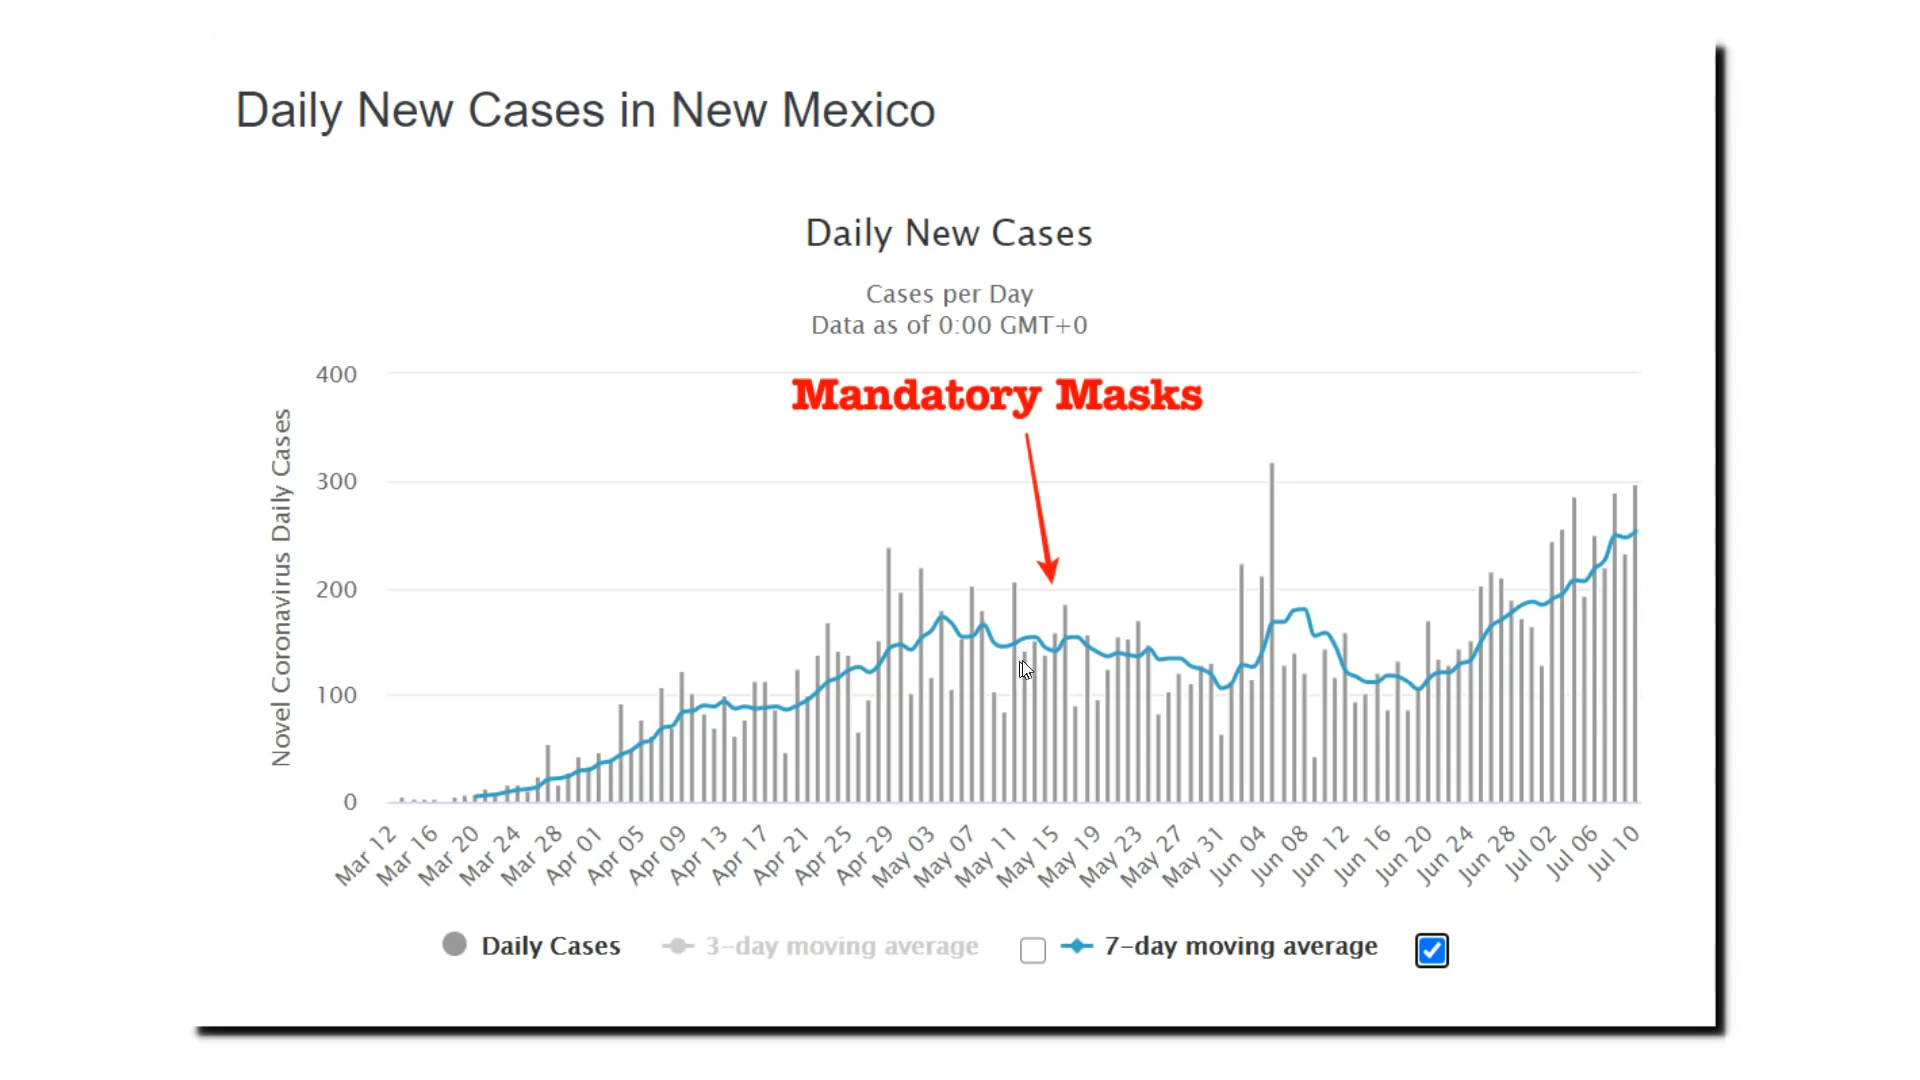 Daily New Cases in New Mexico
Daily New Cases
Cases per Day
Data as of 0:00 GMT+0
Mandatory Masks
Novel Coronavirus Daily Cases
400
300
200
100
0
Mar 12
Mar 16
Mar 20
Mar 24
Mar 28
Apr 01
Apr 05
Apr 09
Apr 13
Apr 17
Apr 21
Apr 25
Apr 29
May 03
May 07
May 11
May 15
May 19
May 23
May 27
May 31
Jun 04
Jun 08
Jun 12
Jun 16
Jun 20
Jun 24
Jun 28
Jul 02
Jul 06
Jul 10
Daily Cases
3-day moving average
7-day moving average